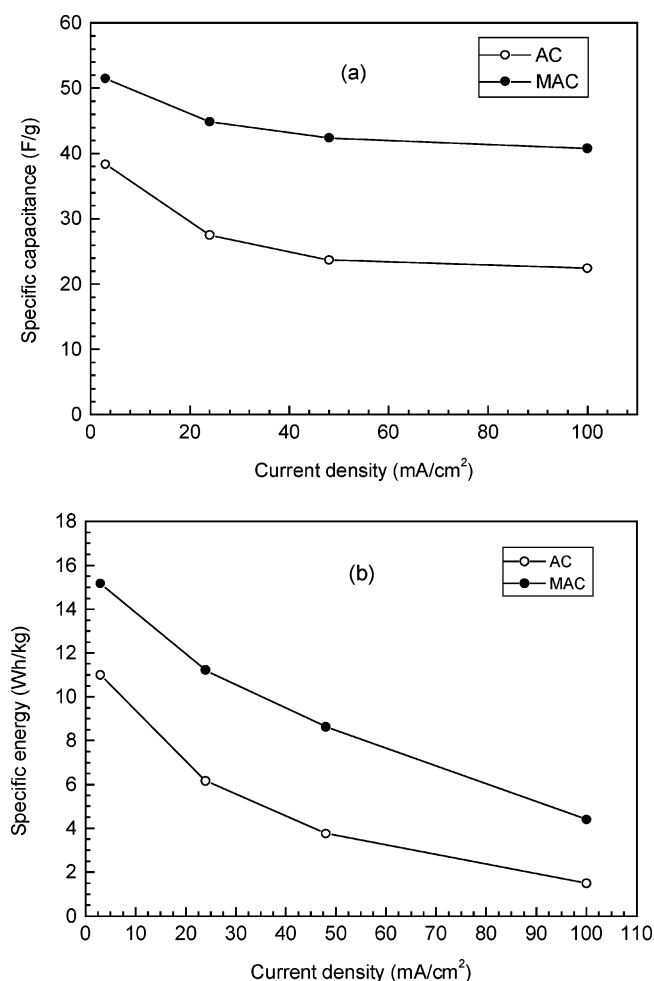 60
50
40
30
20
10
0
Specific capacitance (F/g)
(a)
AC
MAC
0 20 40 60 80 100
Current density (mA/cm²)
18
16
14
12
10
8
6
4
2
0
Specific energy (Wh/kg)
(b)
AC
MAC
0 10 20 30 40 50 60 70 80 90 100 110
Current density (mA/cm²)